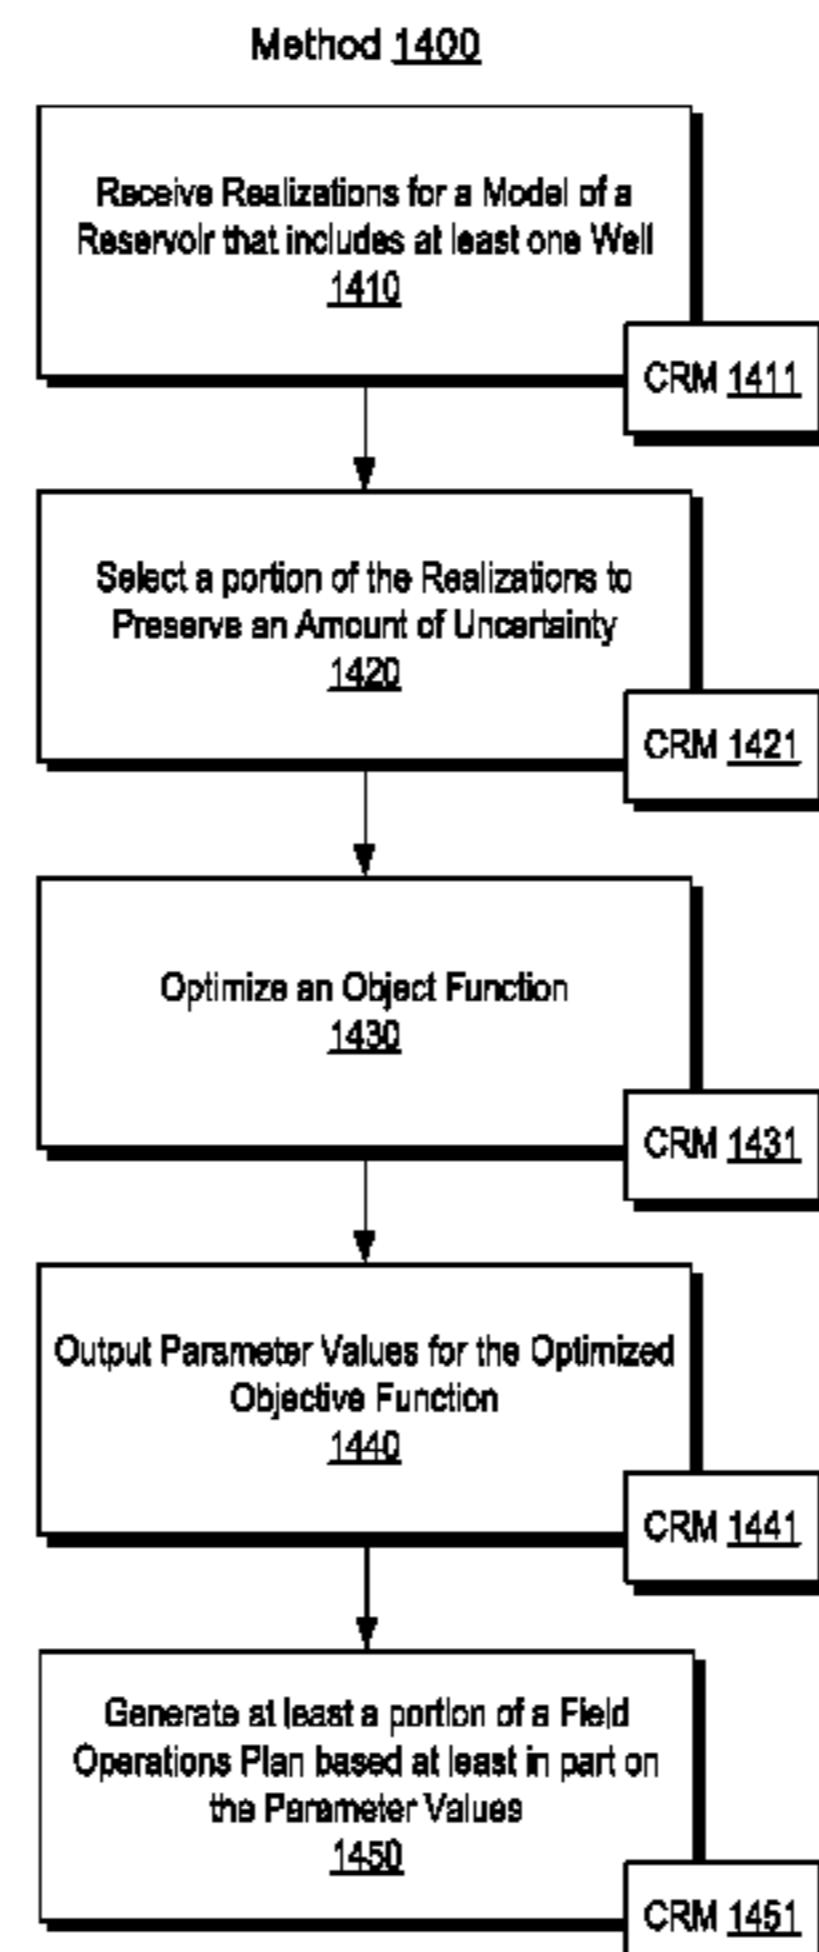 Method 1400
Receive Realizations for a Model of a
Reservoir that includes at least one Well
1410
CRM 1411
Select a portion of the Realizations to
Preserve an Amount of Uncertainty
1420
CRM 1421
Optimize an Object Function
1430
CRM 1431
Output Parameter Values for the Optimized
Objective Function
1440
CRM 1441
Generate at least a portion of a Field
Operations Plan based at least in part on
the Parameter Values
1450
CRM 1451